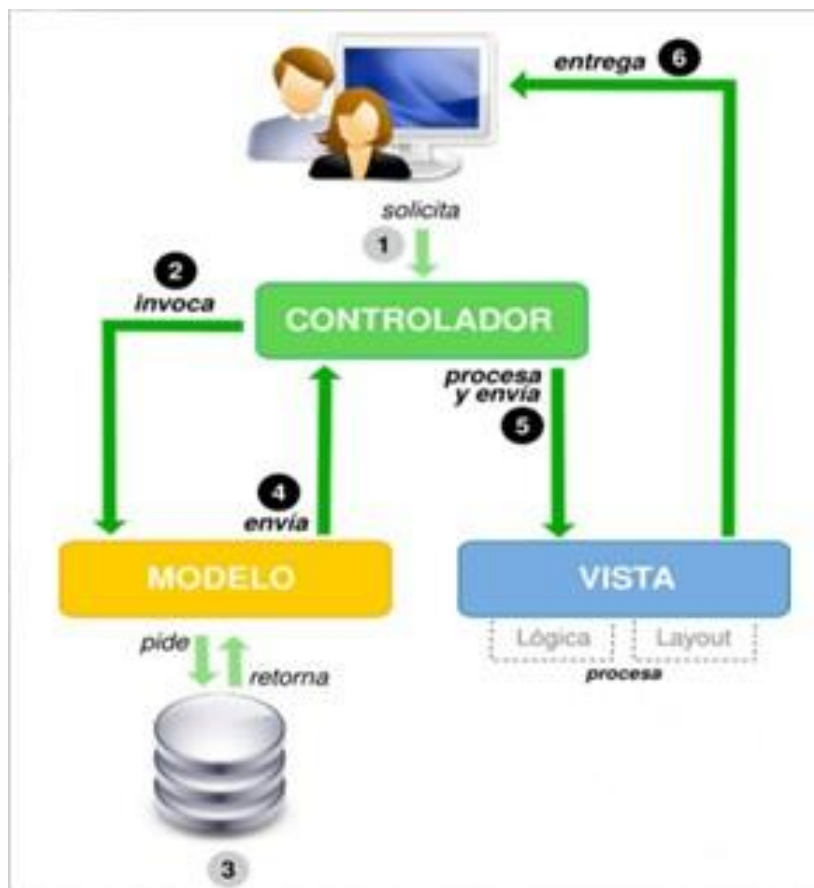 entrega 6
solicita
1
2
invoca
CONTROLADOR
procesa
y envía
5
4
envía
MODELO
VISTA
pide
retorna
Lógica Layout
procesa
3